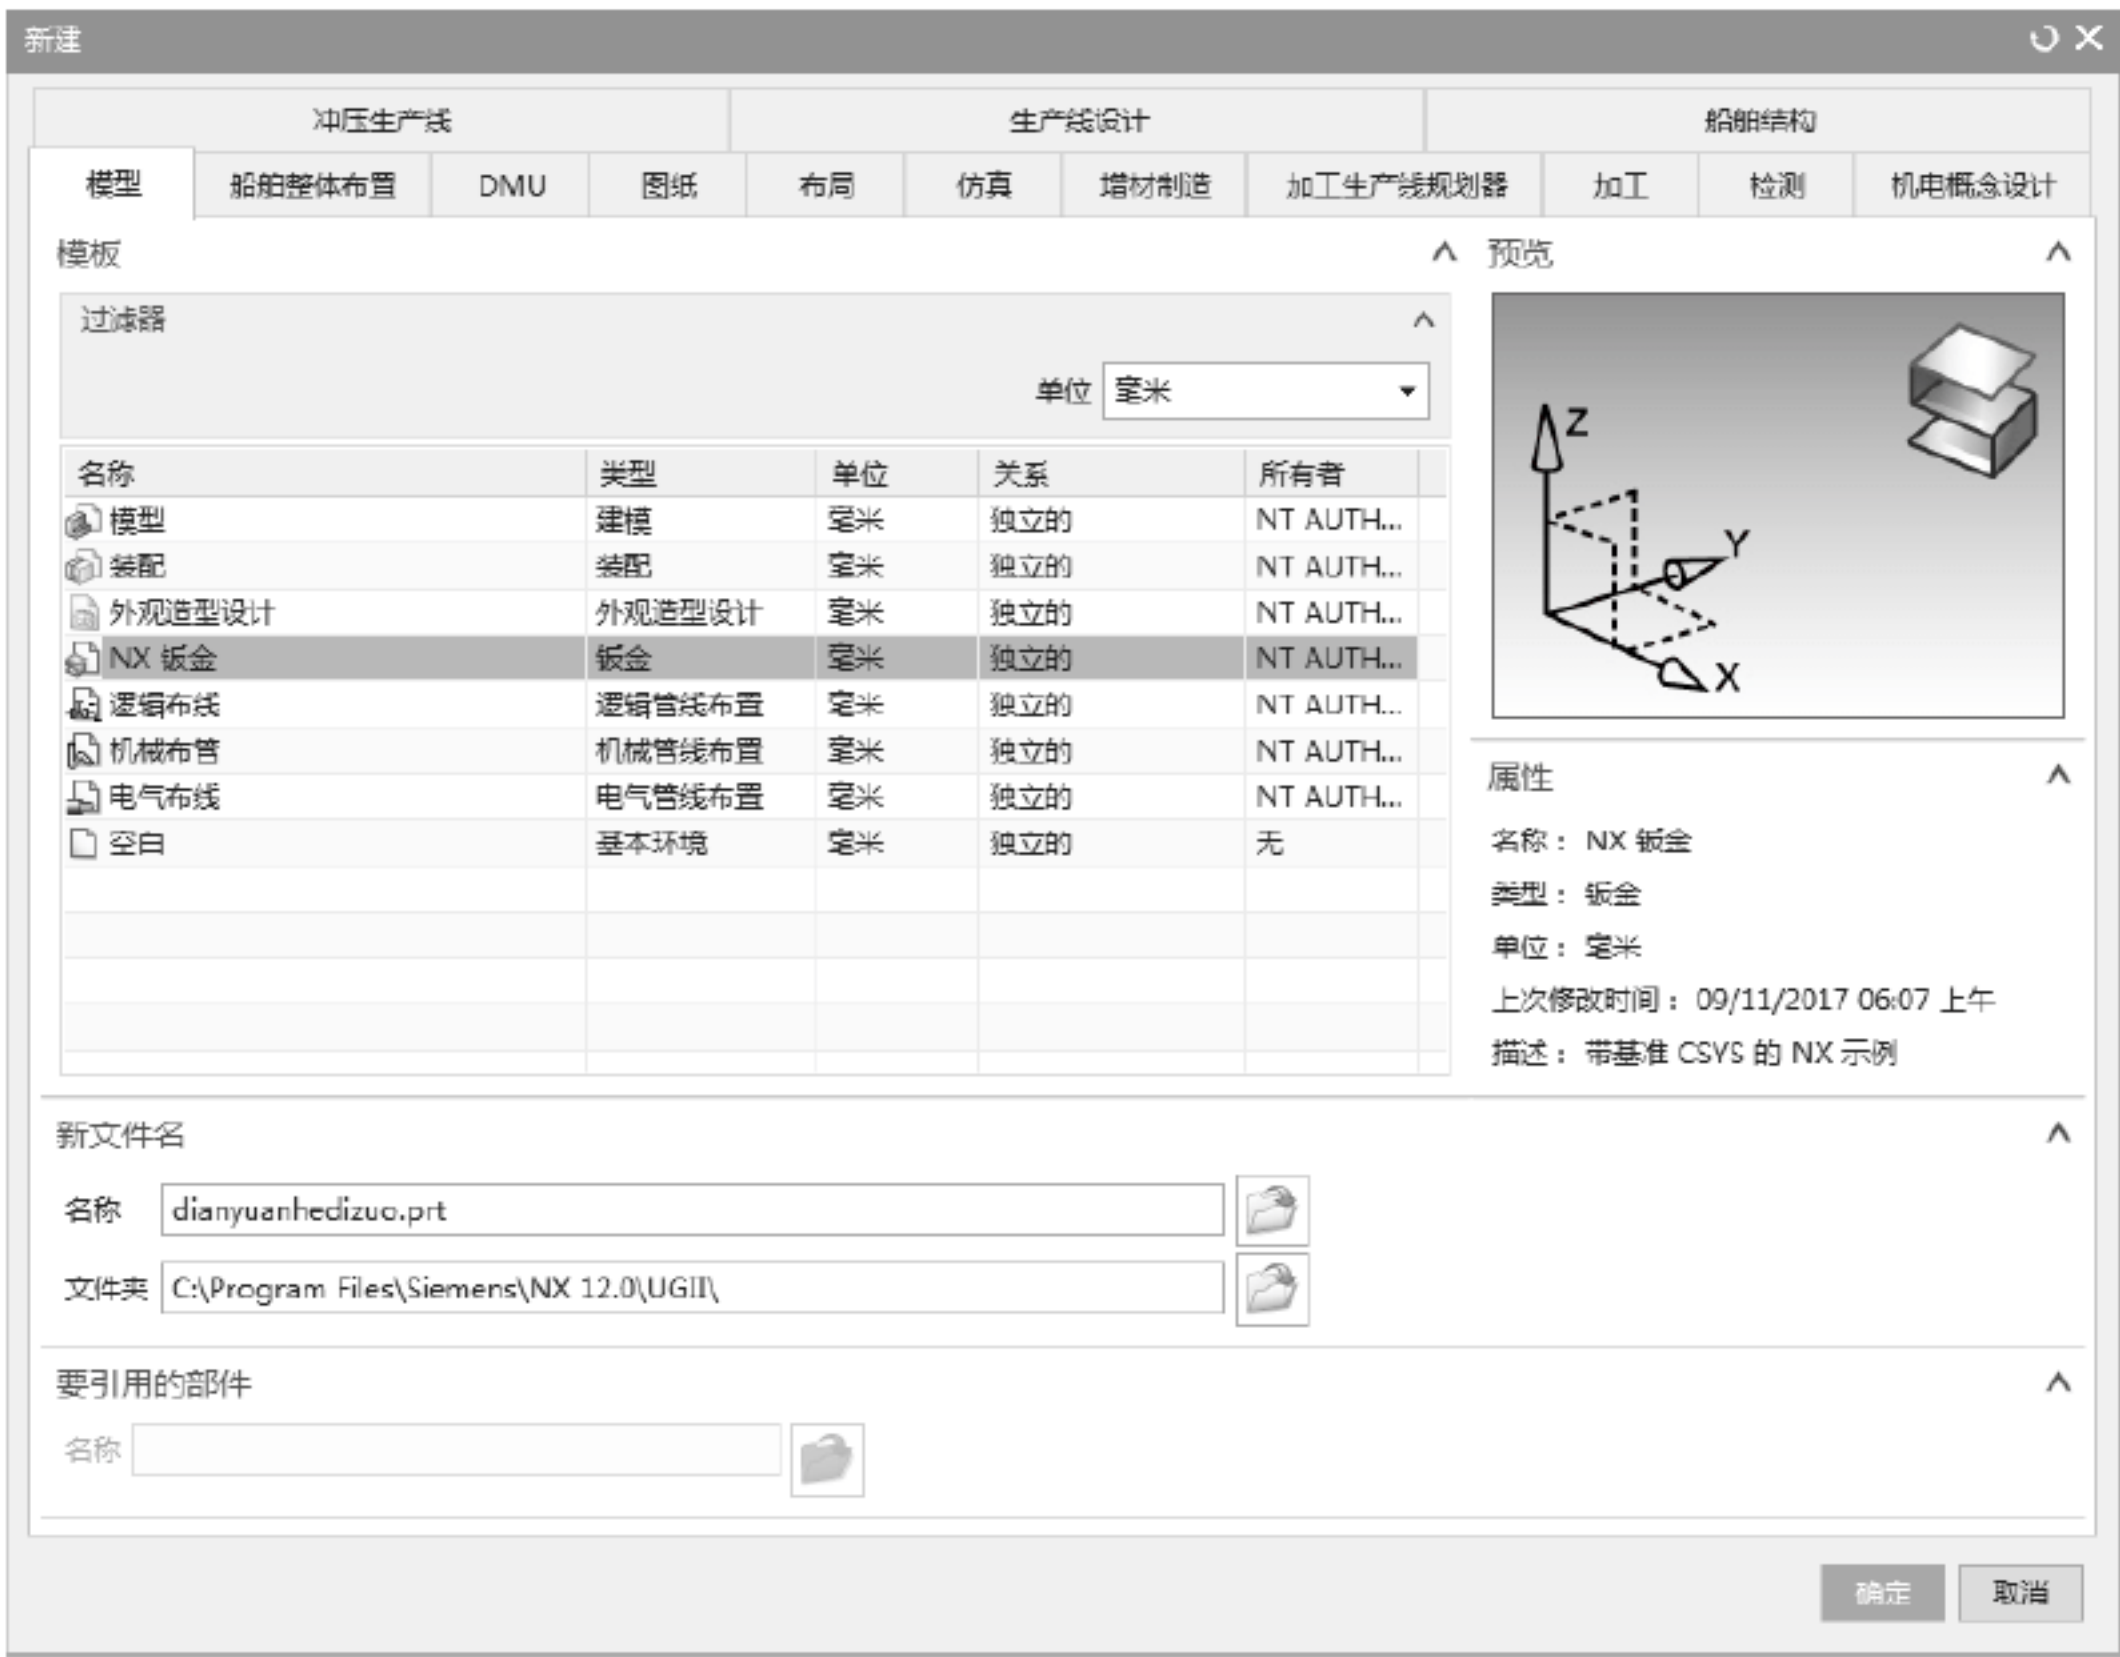 新建
冲压生产线 生产线设计 船舶结构
模型 船舶整体布置 DMU 图纸 布局 仿真 增材制造 加工生产线规划器 加工 检测 机电概念设计
模板
过滤器
单位 毫米
名称 类型 单位 关系 所有者
模型 建模 毫米 独立的 NT AUTH...
装配 装配 毫米 独立的 NT AUTH...
外观造型设计 外观造型设计 毫米 独立的 NT AUTH...
NX 钣金 钣金 毫米 独立的 NT AUTH...
逻辑布线 逻辑管线布置 毫米 独立的 NT AUTH...
机械布管 机械管线布置 毫米 独立的 NT AUTH...
电气布线 电气管线布置 毫米 独立的 NT AUTH...
空白 基本环境 毫米 独立的 无
预览
Z
Y
X
属性
名称： NX 钣金
类型： 钣金
单位： 毫米
上次修改时间： 09/11/2017 06:07 上午
描述： 带基准 CSYS 的 NX 示例
新文件名
名称 dianyuanhedizuo.prt
文件夹 C:\Program Files\Siemens\NX 12.0\UGII\
要引用的部件
名称
确定 取消